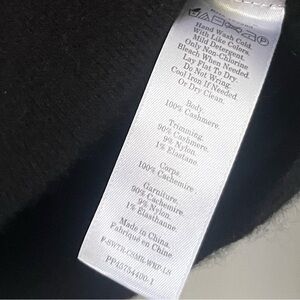 Hand Wash Cold.
With Like Colors.
Mild Detergent.
Only Non-Chlorine
Bleach When Needed.
Lay Flat To Dry.
Do Not Wring.
Cool Iron If Needed.
Or Dry Clean.
Body.
100% Cashmere.
Trimming.
90% Cashmere.
9% Nylon.
1% Elastane.
Corps.
100% Cachemire.
Garniture.
90% Cachemire.
9% Nylon.
1% Elasthanne.
Made in China.
Fabriqué en Chine.